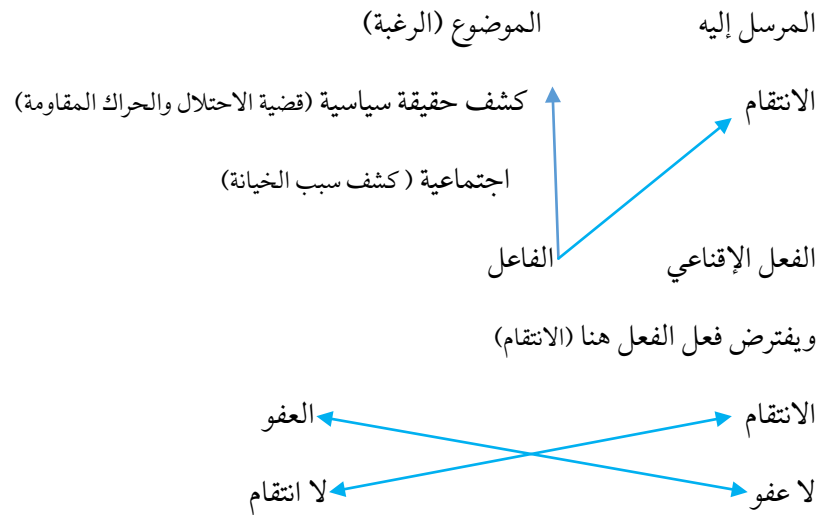 المرسل إليه الموضوع (الرغبة)
الانتقام كشف حقيقة سياسية (قضية الاحتلال والحراك المقاومة)
اجتماعية (كشف سبب الخيانة)
الفعل الإقناعي الفاعل
ويفترض فعل الفعل هنا (الانتقام)
الانتقام العفو
لا عفو لا انتقام